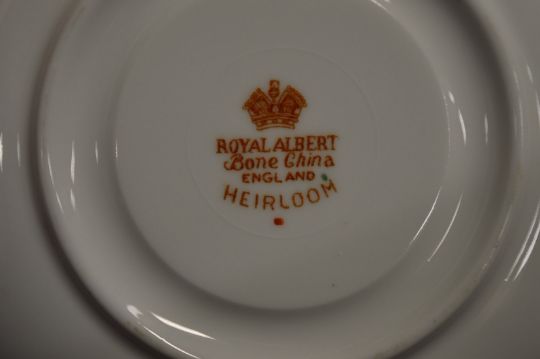 ROYAL ALBERT
Bone China
ENGLAND
HEIRLOOM